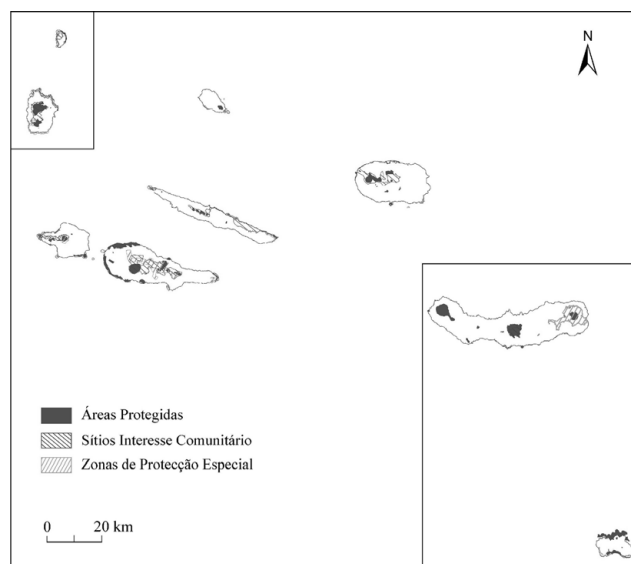 N
Áreas Protegidas
Sítios Interesse Comunitário
Zonas de Protecção Especial
0 20 km